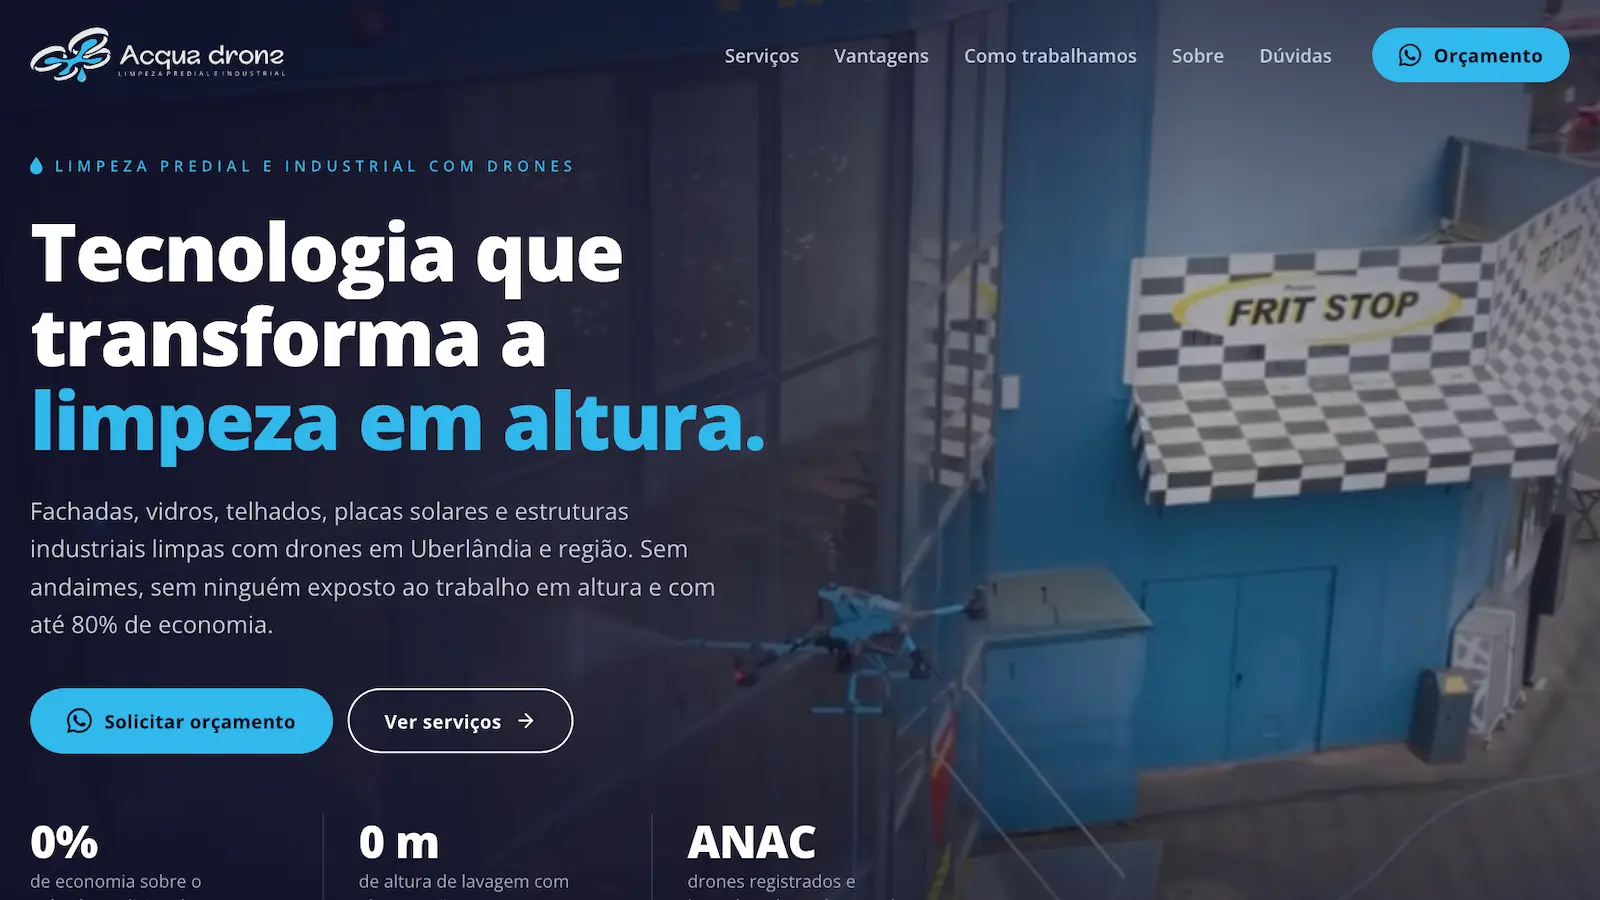 Acqua drone
LIMPEZA PREDIAL E INDUSTRIAL
Serviços
Vantagens
Como trabalhamos
Sobre
Dúvidas
Orçamento
LIMPEZA PREDIAL E INDUSTRIAL COM DRONES
Tecnologia que
transforma a
limpeza em altura.
Fachadas, vidros, telhados, placas solares e estruturas
industriais limpas com drones em Uberlândia e região. Sem
andaimes, sem ninguém exposto ao trabalho em altura e com
até 80% de economia.
Solicitar orçamento
Ver serviços
FRIT STOP
FRIT STOP
0%
de economia sobre o
0 m
de altura de lavagem com
ANAC
drones registrados e